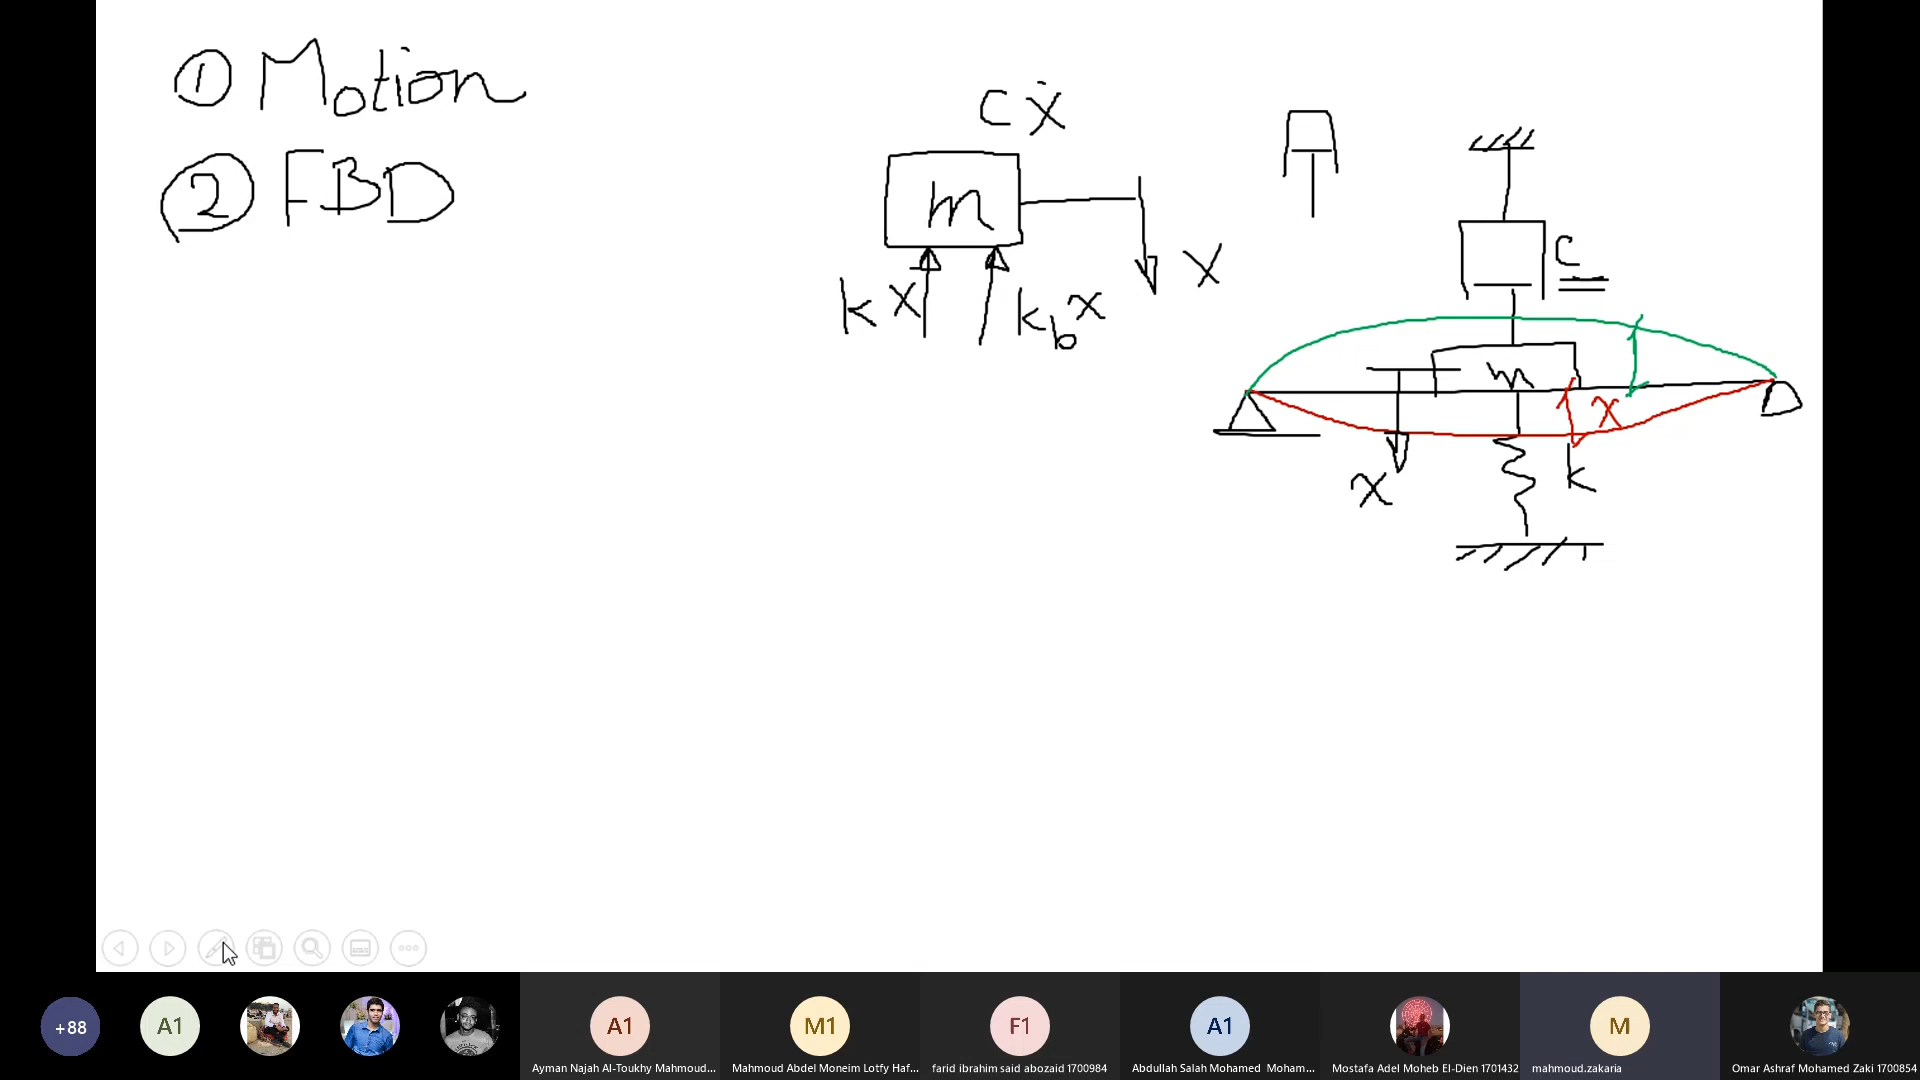 ① Motion
② FBD
c ẋ
m
x
k x
k_b x
c
m
x
x
k
+88
A1
A1
M1
F1
A1
M
Ayman Najah Al-Toukhy Mahmoud...
Mahmoud Abdel Moneim Lotfy Haf...
farid ibrahim said abozaid 1700984
Abdullah Salah Mohamed Moham...
Mostafa Adel Moheb El-Dien 1701432
mahmoud.zakaria
Omar Ashraf Mohamed Zaki 1700854